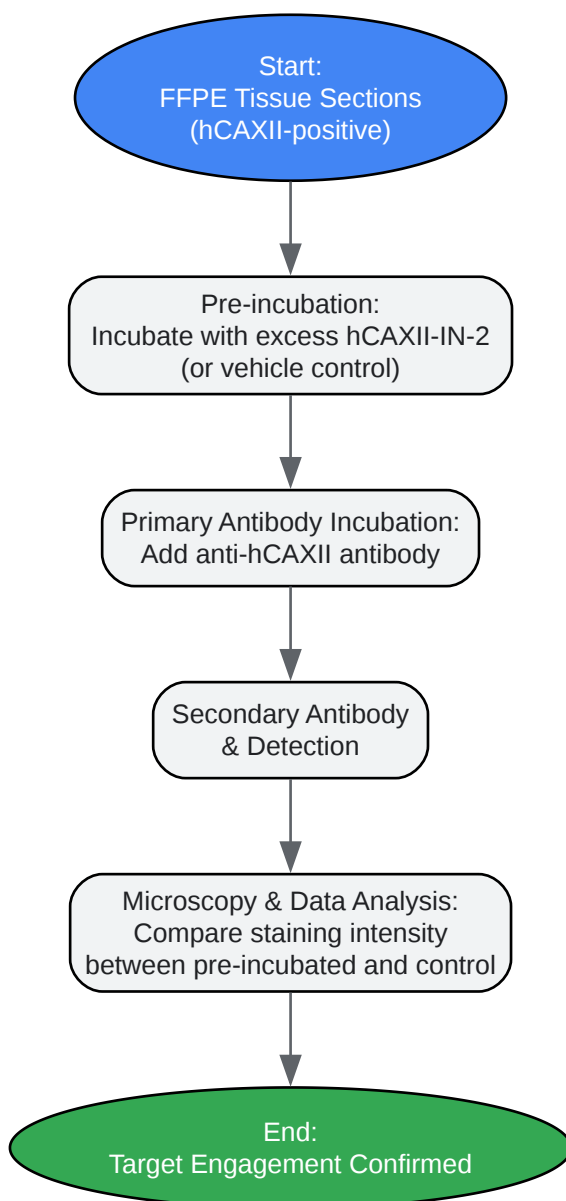 Start:
FFPE Tissue Sections
(hCAXII-positive)
Pre-incubation:
Incubate with excess hCAXII-IN-2
(or vehicle control)
Primary Antibody Incubation:
Add anti-hCAXII antibody
Secondary Antibody
& Detection
Microscopy & Data Analysis:
Compare staining intensity
between pre-incubated and control
End:
Target Engagement Confirmed